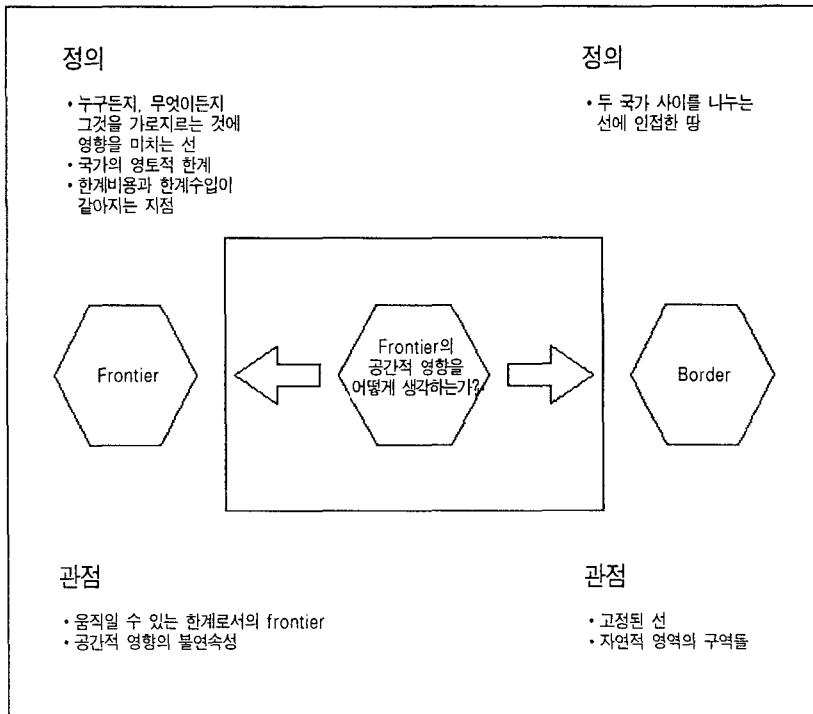 정의
• 누구든지, 무엇이든지
그것을 가로지르는 것에
영향을 미치는 선
• 국가의 영토적 한계
• 한계비용과 한계수입이
같아지는 지점
정의
• 두 국가 사이를 나누는
선에 인접한 땅
Frontier
Frontier의
공간적 영향을
어떻게 생각하는가?
Border
관점
• 움직일 수 있는 한계로서의 frontier
• 공간적 영향의 불연속성
관점
• 고정된 선
• 자연적 영역의 구역돌